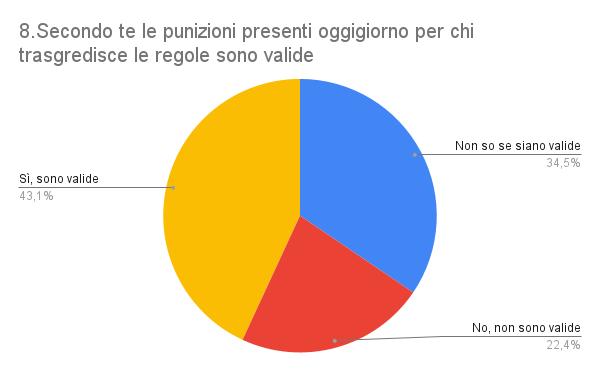 8.Secondo te le punizioni presenti oggigiorno per chi
trasgredisce le regole sono valide
Non so se siano valide
34,5%
Sì, sono valide
43,1%
No, non sono valide
22,4%